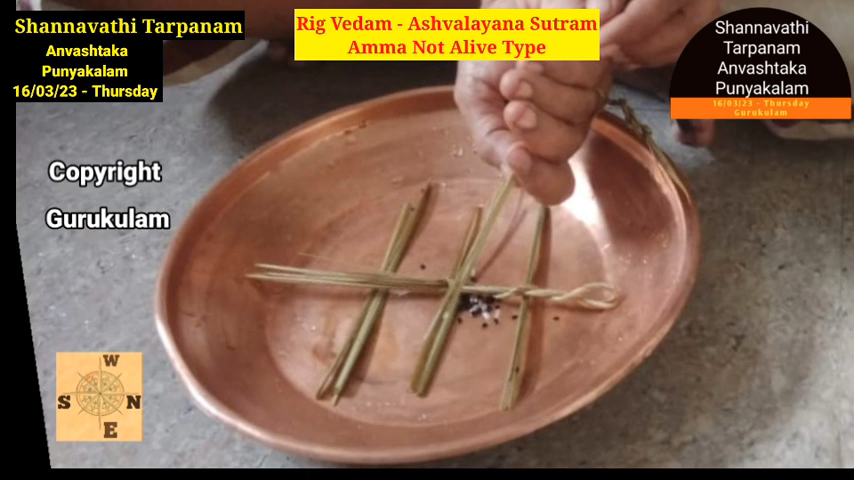 Shannavathi Tarpanam
Anvashtaka
Punyakalam
16/03/23 - Thursday
Rig Vedam - Ashvalayana Sutram
Amma Not Alive Type
Shannavathi
Tarpanam
Anvashtaka
Punyakalam
16/03/23 - Thursday
Gurukulam
Copyright
Gurukulam
W
S N
E